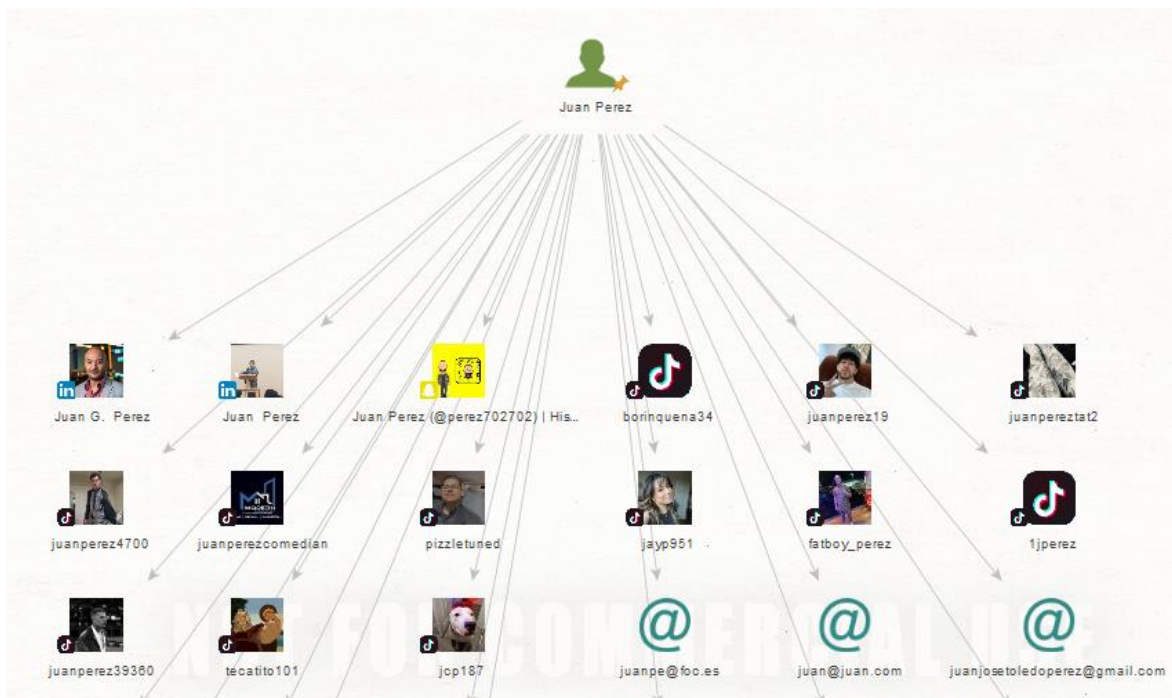 Juan Perez
Juan G. Perez
Juan Perez
Juan Perez (@perez702702) | His...
borinquena34
juanperez19
juanpereztat2
juanperez4700
juanperezcomedian
pizzletuned
jayp951
fatboy_perez
1jperez
NOT FOR COMMERCIAL USE
juanperez39360
tecatito101
jcp187
juanpe@foc.es
juan@juan.com
juanjosetoledoperez@gmail.com